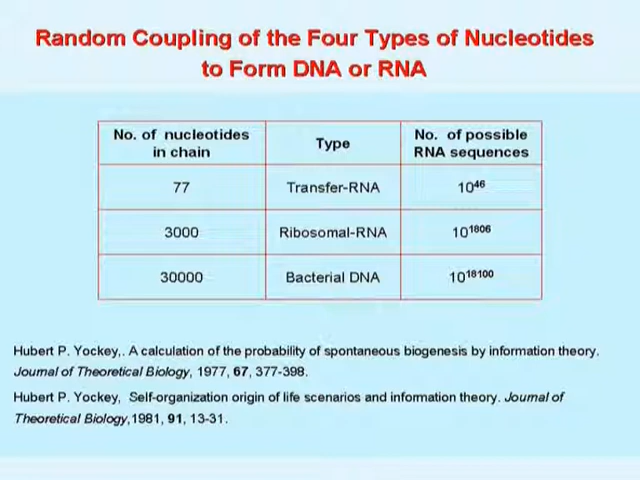 Random Coupling of the Four Types of Nucleotides
to Form DNA or RNA
No. of nucleotides in chain Type No. of possible RNA sequences
77 Transfer-RNA 10⁴⁶
3000 Ribosomal-RNA 10¹⁸⁰⁶
30000 Bacterial DNA 10¹⁸¹⁰⁰
Hubert P. Yockey,. A calculation of the probability of spontaneous biogenesis by information theory.
Journal of Theoretical Biology, 1977, 67, 377-398.
Hubert P. Yockey, Self-organization origin of life scenarios and information theory. Journal of
Theoretical Biology,1981, 91, 13-31.